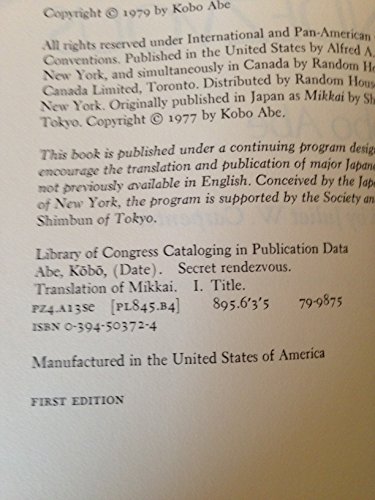 Copyright © 1979 by Kobo Abe
All rights reserved under International and Pan-American
Conventions. Published in the United States by Alfred A.
New York, and simultaneously in Canada by Random Ho
Canada Limited, Toronto. Distributed by Random Hous
New York. Originally published in Japan as Mikkai by Sh
Tokyo. Copyright © 1977 by Kobo Abe.
This book is published under a continuing program desig
encourage the translation and publication of major Japane
not previously available in English. Conceived by the Jap
of New York, the program is supported by the Society an
Shimbun of Tokyo.
Library of Congress Cataloging in Publication Data
Abe, Kōbō, (Date). Secret rendezvous.
Translation of Mikkai. I. Title.
PZ4.A13Se [PL845.B4] 895.6'3'5 79-9875
ISBN 0-394-50372-4
Manufactured in the United States of America
FIRST EDITION